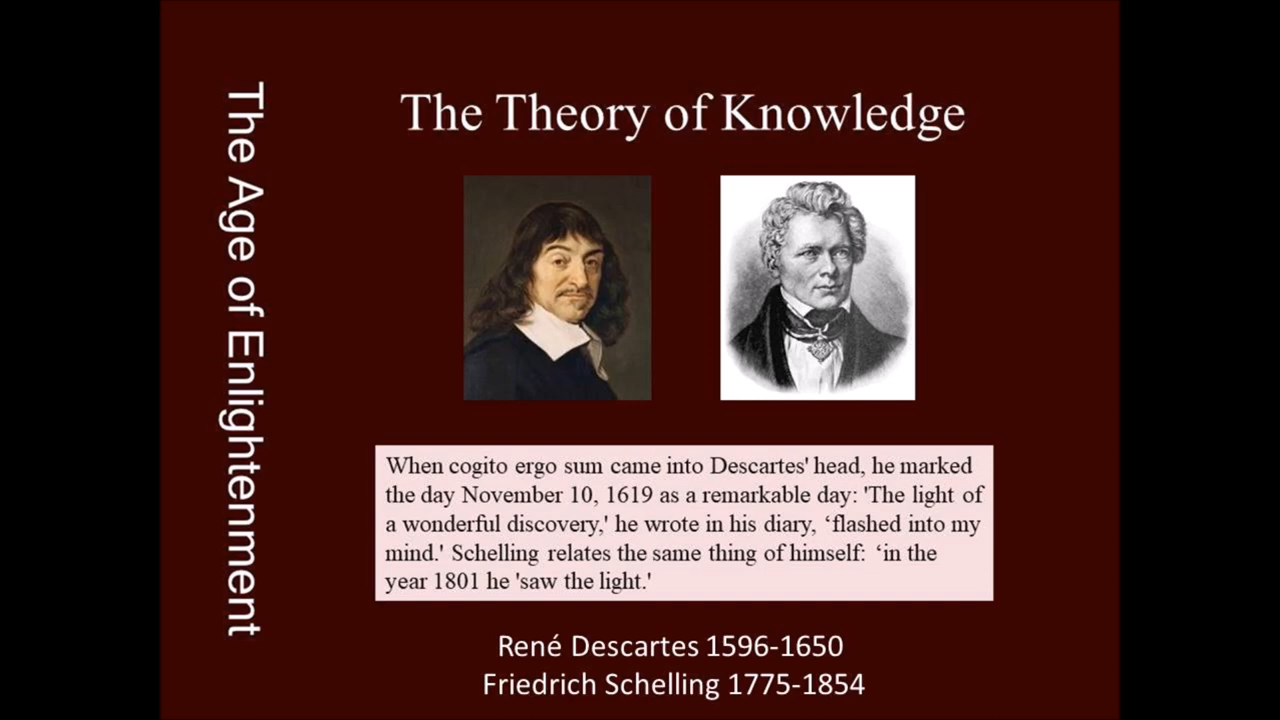 The Age of Enlightenment
The Theory of Knowledge
When cogito ergo sum came into Descartes' head, he marked
the day November 10, 1619 as a remarkable day: 'The light of
a wonderful discovery,' he wrote in his diary, ‘flashed into my
mind.' Schelling relates the same thing of himself: ‘in the
year 1801 he 'saw the light.'
René Descartes 1596-1650
Friedrich Schelling 1775-1854